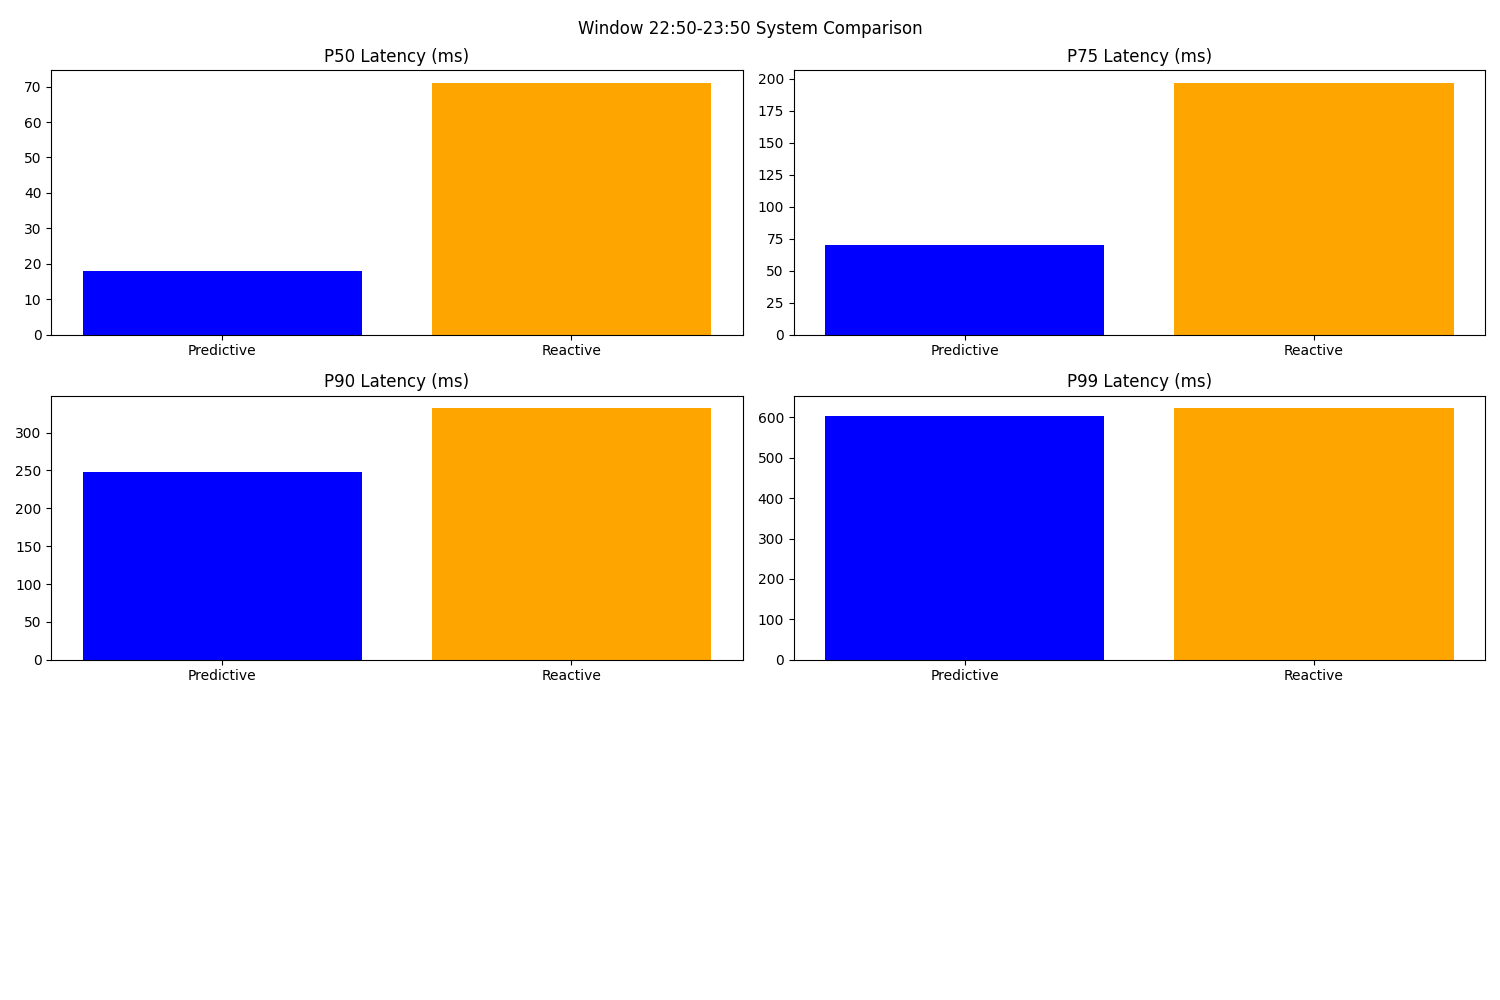 Window 22:50-23:50 System Comparison
P50 Latency (ms)
70
60
50
40
30
20
10
0
Predictive
Reactive
P75 Latency (ms)
200
175
150
125
100
75
50
25
0
Predictive
Reactive
P90 Latency (ms)
300
250
200
150
100
50
0
Predictive
Reactive
P99 Latency (ms)
600
500
400
300
200
100
0
Predictive
Reactive